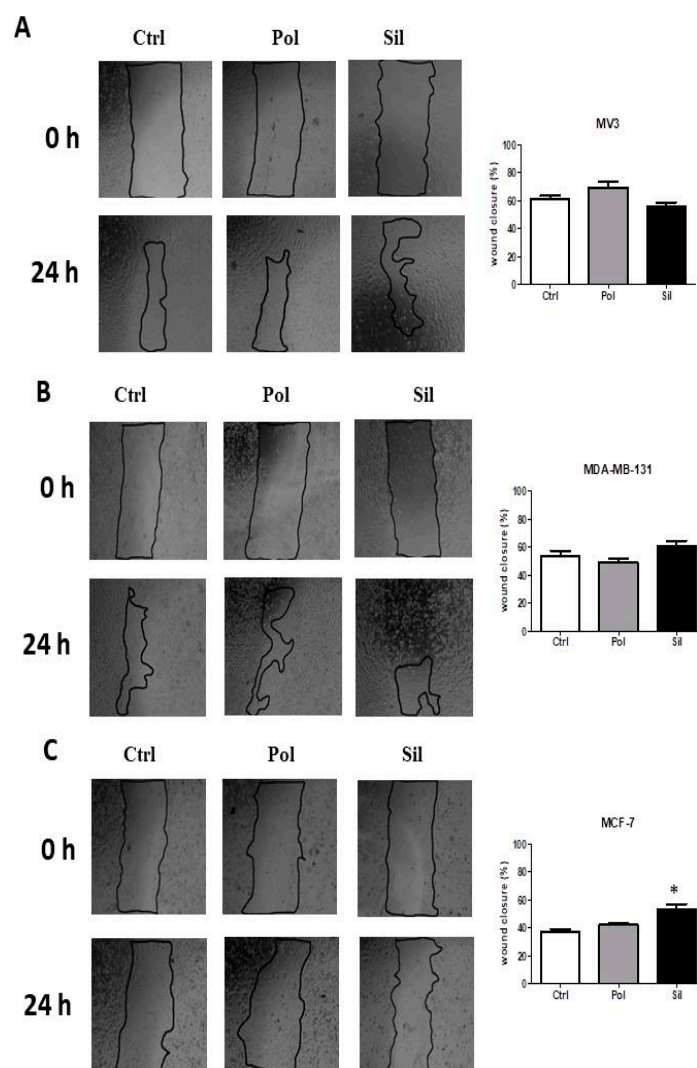 A
Ctrl Pol Sil
0 h
24 h
MV3
wound closure (%)
100
80
60
40
20
0
Ctrl Pol Sil
B
Ctrl Pol Sil
0 h
24 h
MDA-MB-131
wound closure (%)
100
80
60
40
20
0
Ctrl Pol Sil
C
Ctrl Pol Sil
0 h
24 h
MCF-7
wound closure (%)
100
80
60
40
20
0
*
Ctrl Pol Sil